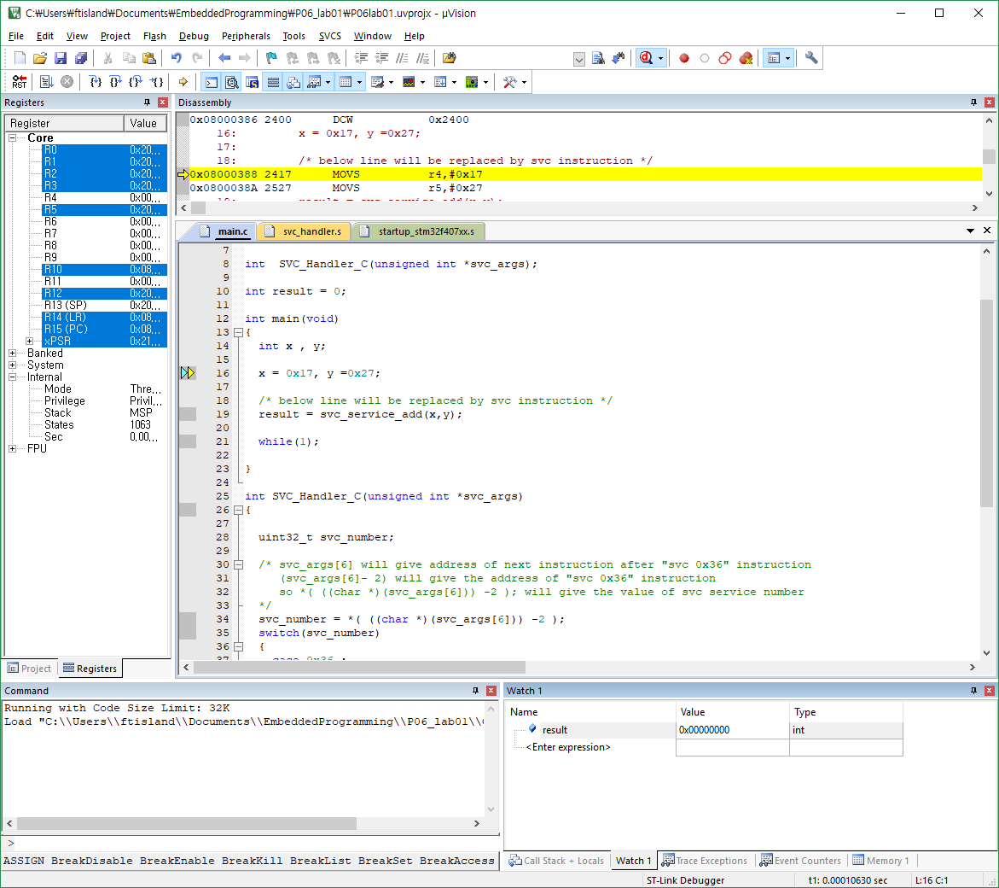 C:₩Users₩ftisland₩Documents₩EmbeddedProgramming₩P06_lab01₩P06lab01.uvprojx - µVision
File Edit View Project Flash Debug Peripherals Tools SVCS Window Help
Registers
Register Value
Core
R0 0x20...
R1 0x20...
R2 0x20...
R3 0x20...
R4 0x00...
R5 0x20...
R6 0x00...
R7 0x00...
R8 0x00...
R9 0x00...
R10 0x08...
R11 0x00...
R12 0x20...
R13 (SP) 0x20...
R14 (LR) 0x08...
R15 (PC) 0x08...
xPSR 0x21...
Banked
System
Internal
Mode Thre...
Privilege Privil...
Stack MSP
States 1063
Sec 0,00...
FPU
Project Registers
Disassembly
0x08000386 2400 DCW 0x2400
16: x = 0x17, y =0x27;
17:
18: /* below line will be replaced by svc instruction */
0x08000388 2417 MOVS r4,#0x17
0x0800038A 2527 MOVS r5,#0x27
19: result = svc_service_add(x,y);
main.c svc_handler.s startup_stm32f407xx.s
7
8 int  SVC_Handler_C(unsigned int *svc_args);
9
10 int result = 0;
11
12 int main(void)
13 {
14 int x , y;
15
16 x = 0x17, y =0x27;
17
18 /* below line will be replaced by svc instruction */
19 result = svc_service_add(x,y);
20
21 while(1);
22
23 }
24
25 int SVC_Handler_C(unsigned int *svc_args)
26 {
27
28 uint32_t svc_number;
29
30 /* svc_args[6] will give address of next instruction after "svc 0x36" instruction
31 (svc_args[6]- 2) will give the address of "svc 0x36" instruction
32 so *( ((char *)(svc_args[6])) -2 ); will give the value of svc service number
33 */
34 svc_number = *( ((char *)(svc_args[6])) -2 );
35 switch(svc_number)
36 {
37 case 0x36 :
Command
Running with Code Size Limit: 32K
Load "C:\\Users\\ftisland\\Documents\\EmbeddedProgramming\\P06_lab01\\
>
ASSIGN BreakDisable BreakEnable BreakKill BreakList BreakSet BreakAccess
Watch 1
Name Value Type
result 0x00000000 int
<Enter expression>
Call Stack + Locals Watch 1 Trace Exceptions Event Counters Memory 1
ST-Link Debugger t1: 0.00010630 sec L:16 C:1